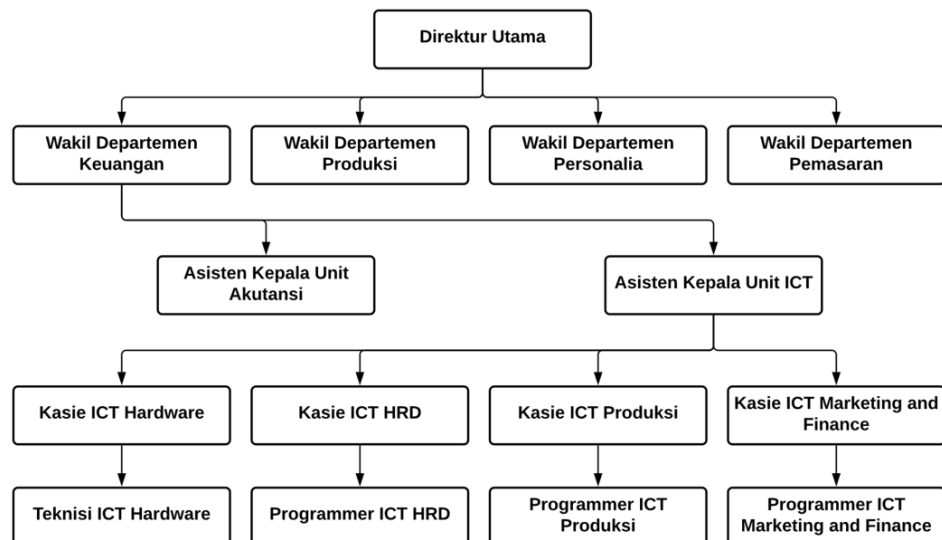 Direktur Utama
Wakil Departemen
Keuangan
Wakil Departemen
Produksi
Wakil Departemen
Personalia
Wakil Departemen
Pemasaran
Asisten Kepala Unit
Akutansi
Asisten Kepala Unit ICT
Kasie ICT Hardware
Kasie ICT HRD
Kasie ICT Produksi
Kasie ICT Marketing and
Finance
Teknisi ICT Hardware
Programmer ICT HRD
Programmer ICT
Produksi
Programmer ICT
Marketing and Finance